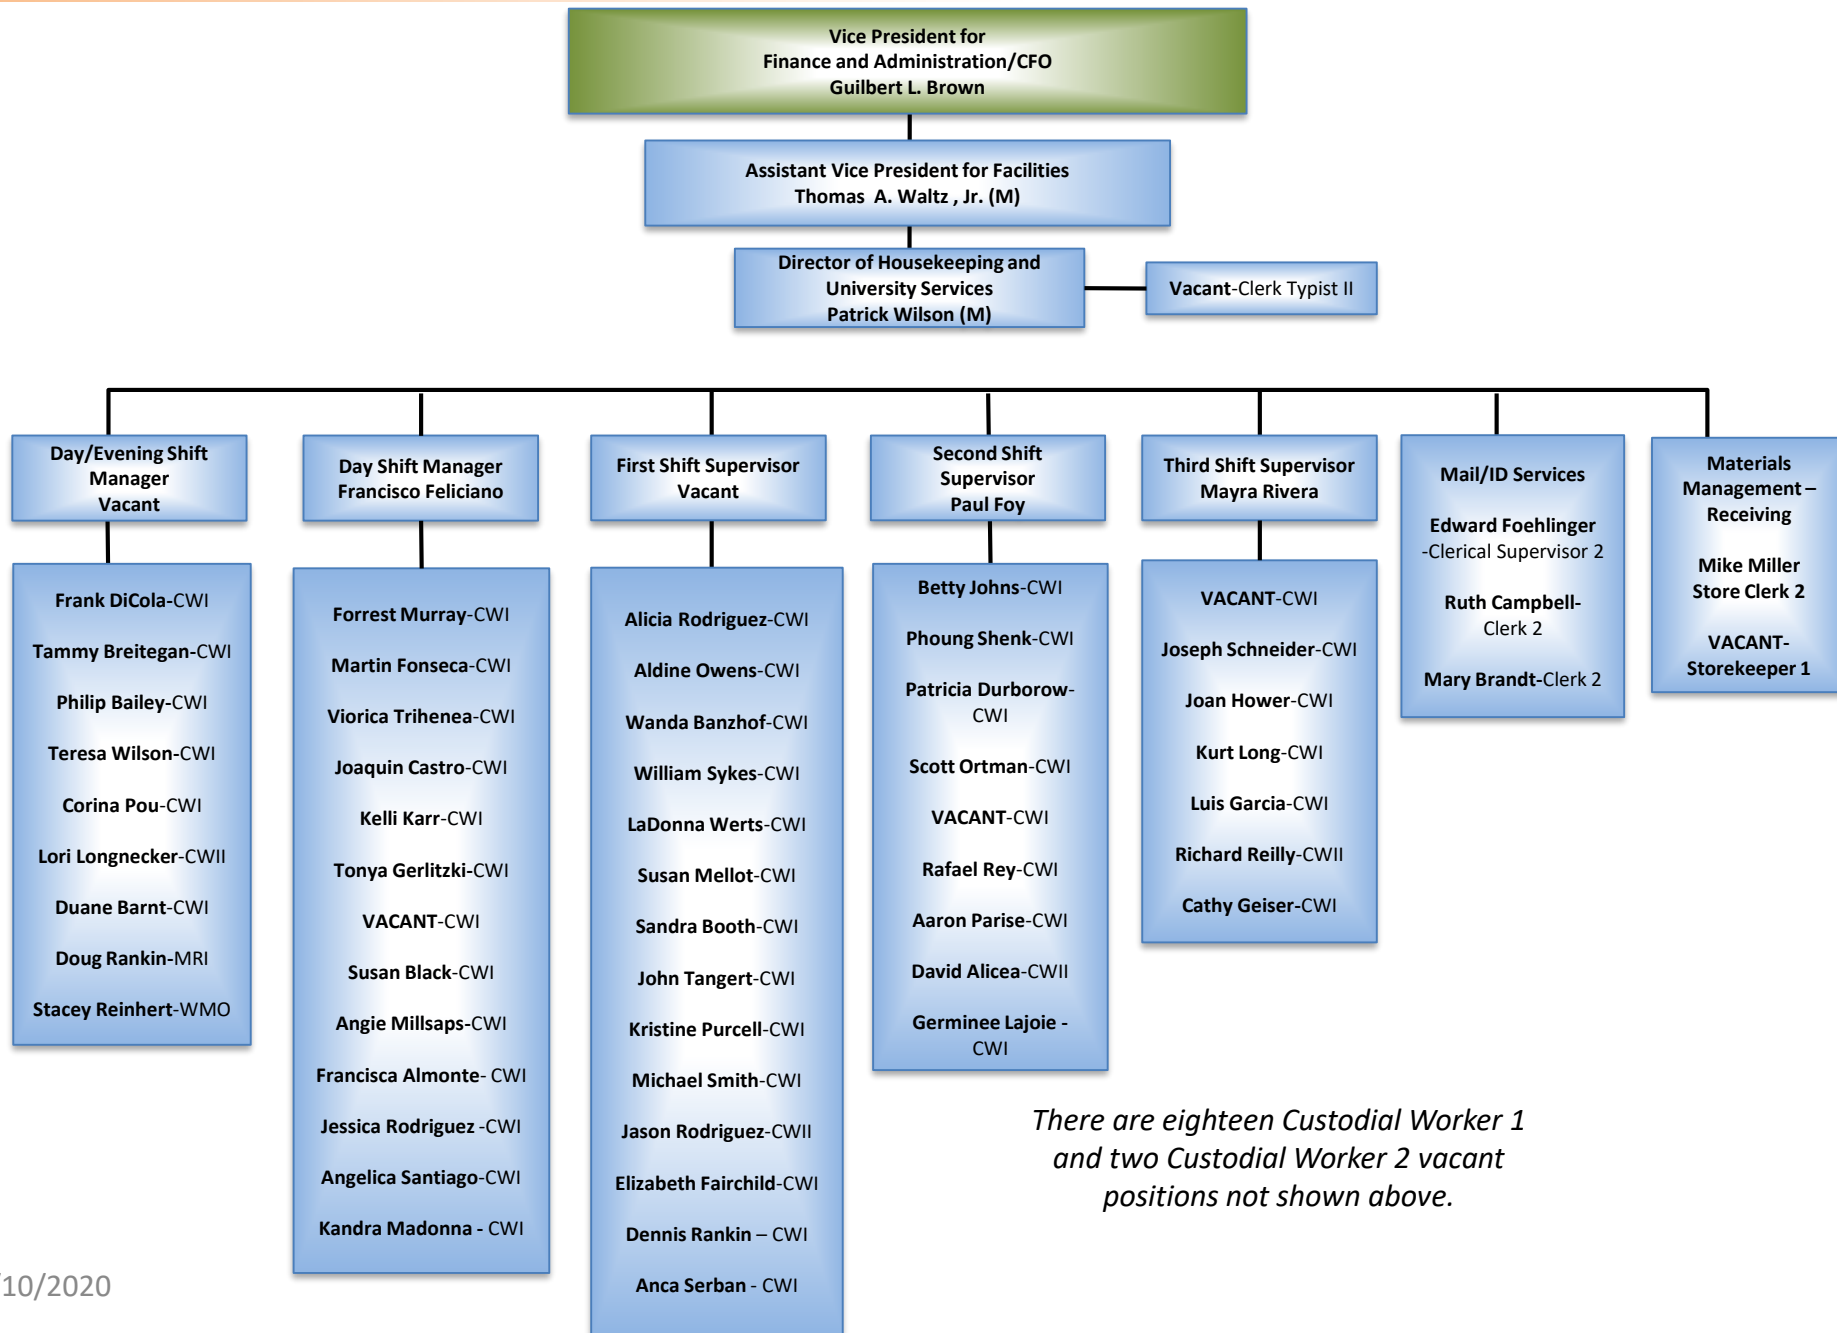 Vice President for
Finance and Administration/CFO
Guilbert L. Brown
Assistant Vice President for Facilities
Thomas A. Waltz , Jr. (M)
Director of Housekeeping and
University Services
Patrick Wilson (M)
Vacant-Clerk Typist II
Day/Evening Shift
Manager
Vacant
Frank DiCola-CWI
Tammy Breitegan-CWI
Philip Bailey-CWI
Teresa Wilson-CWI
Corina Pou-CWI
Lori Longnecker-CWII
Duane Barnt-CWI
Doug Rankin-MRI
Stacey Reinhert-WMO
Day Shift Manager
Francisco Feliciano
Forrest Murray-CWI
Martin Fonseca-CWI
Viorica Trihenea-CWI
Joaquin Castro-CWI
Kelli Karr-CWI
Tonya Gerlitzki-CWI
VACANT-CWI
Susan Black-CWI
Angie Millsaps-CWI
Francisca Almonte- CWI
Jessica Rodriguez -CWI
Angelica Santiago-CWI
Kandra Madonna - CWI
First Shift Supervisor
Vacant
Alicia Rodriguez-CWI
Aldine Owens-CWI
Wanda Banzhof-CWI
William Sykes-CWI
LaDonna Werts-CWI
Susan Mellot-CWI
Sandra Booth-CWI
John Tangert-CWI
Kristine Purcell-CWI
Michael Smith-CWI
Jason Rodriguez-CWII
Elizabeth Fairchild-CWI
Dennis Rankin – CWI
Anca Serban - CWI
Second Shift
Supervisor
Paul Foy
Betty Johns-CWI
Phoung Shenk-CWI
Patricia Durborow-
CWI
Scott Ortman-CWI
VACANT-CWI
Rafael Rey-CWI
Aaron Parise-CWI
David Alicea-CWII
Germinee Lajoie -
CWI
Third Shift Supervisor
Mayra Rivera
VACANT-CWI
Joseph Schneider-CWI
Joan Hower-CWI
Kurt Long-CWI
Luis Garcia-CWI
Richard Reilly-CWII
Cathy Geiser-CWI
Mail/ID Services
Edward Foehlinger
-Clerical Supervisor 2
Ruth Campbell-
Clerk 2
Mary Brandt-Clerk 2
Materials
Management –
Receiving
Mike Miller
Store Clerk 2
VACANT-
Storekeeper 1
There are eighteen Custodial Worker 1
and two Custodial Worker 2 vacant
positions not shown above.
/10/2020